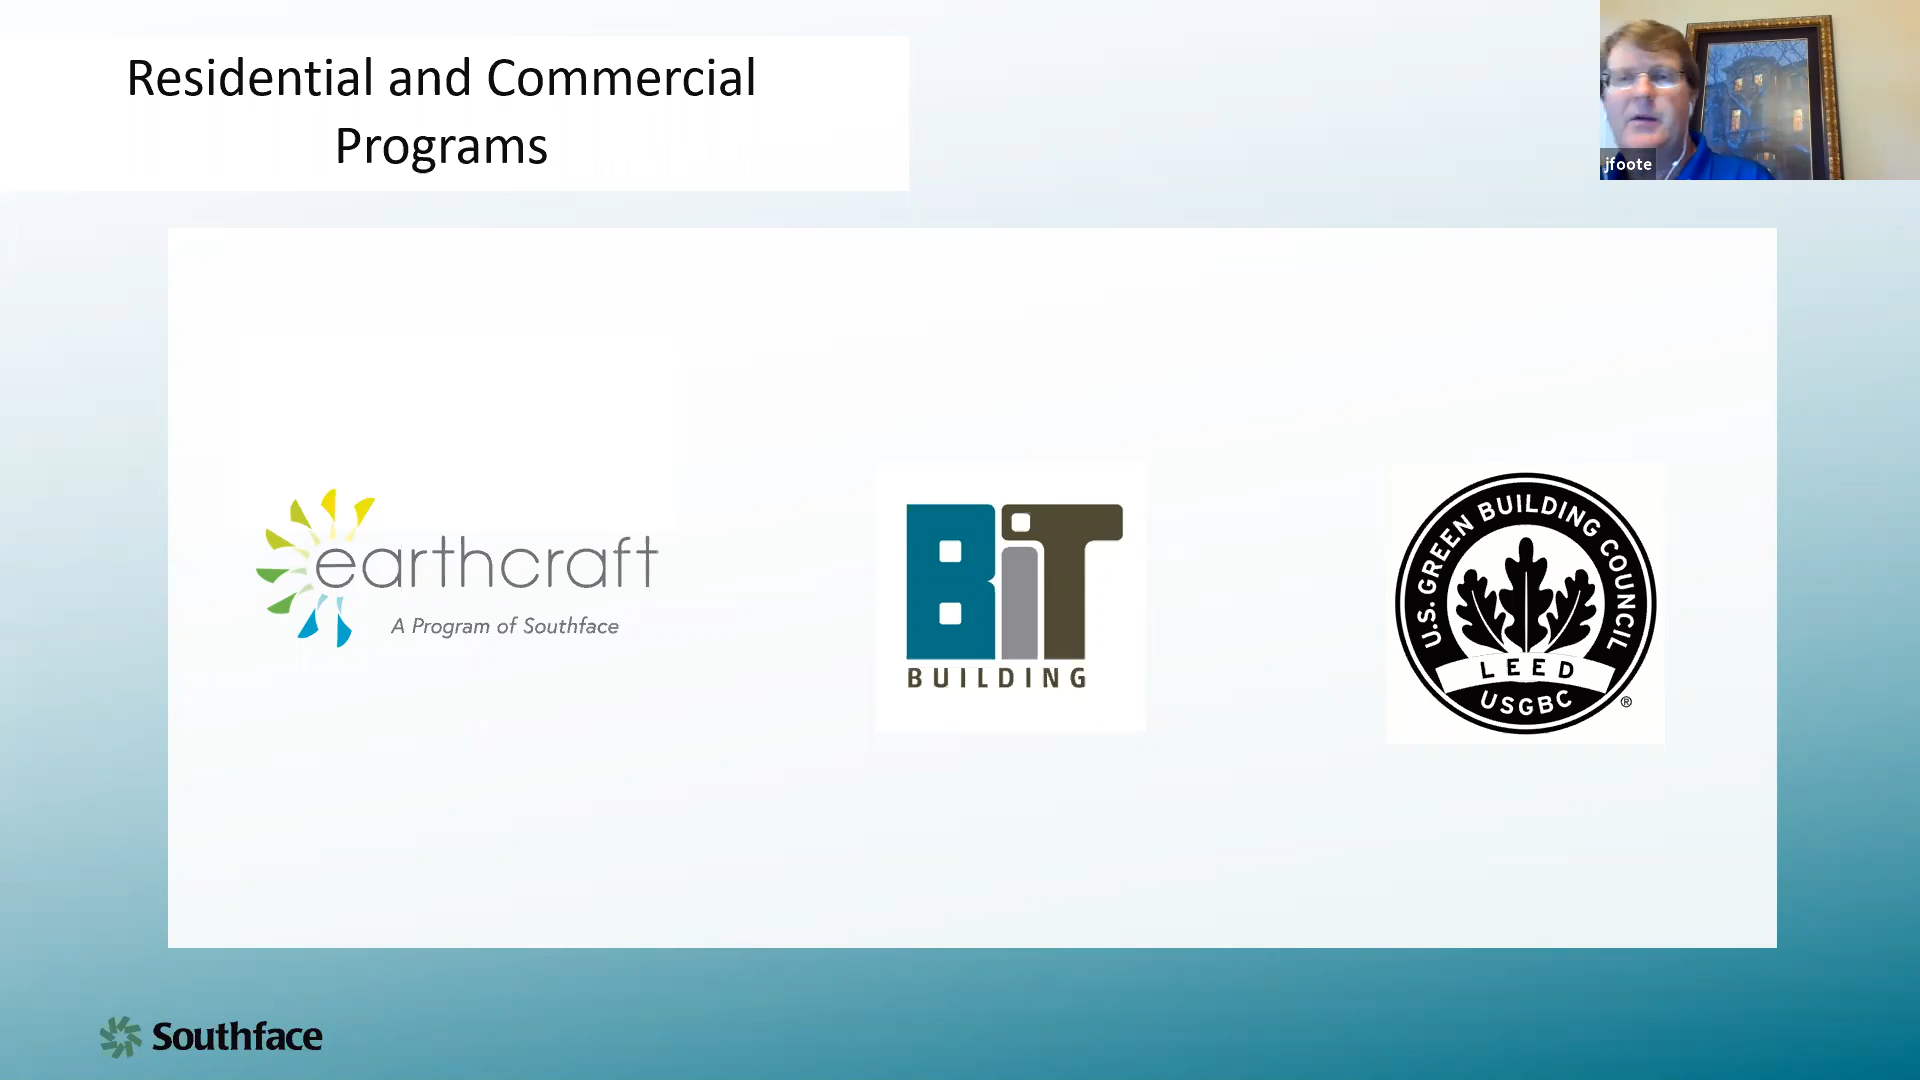 Residential and Commercial
Programs
jfoote
earthcraft
A Program of Southface
BiT
BUILDING
U.S. GREEN BUILDING COUNCIL
LEED
USGBC
®
Southface